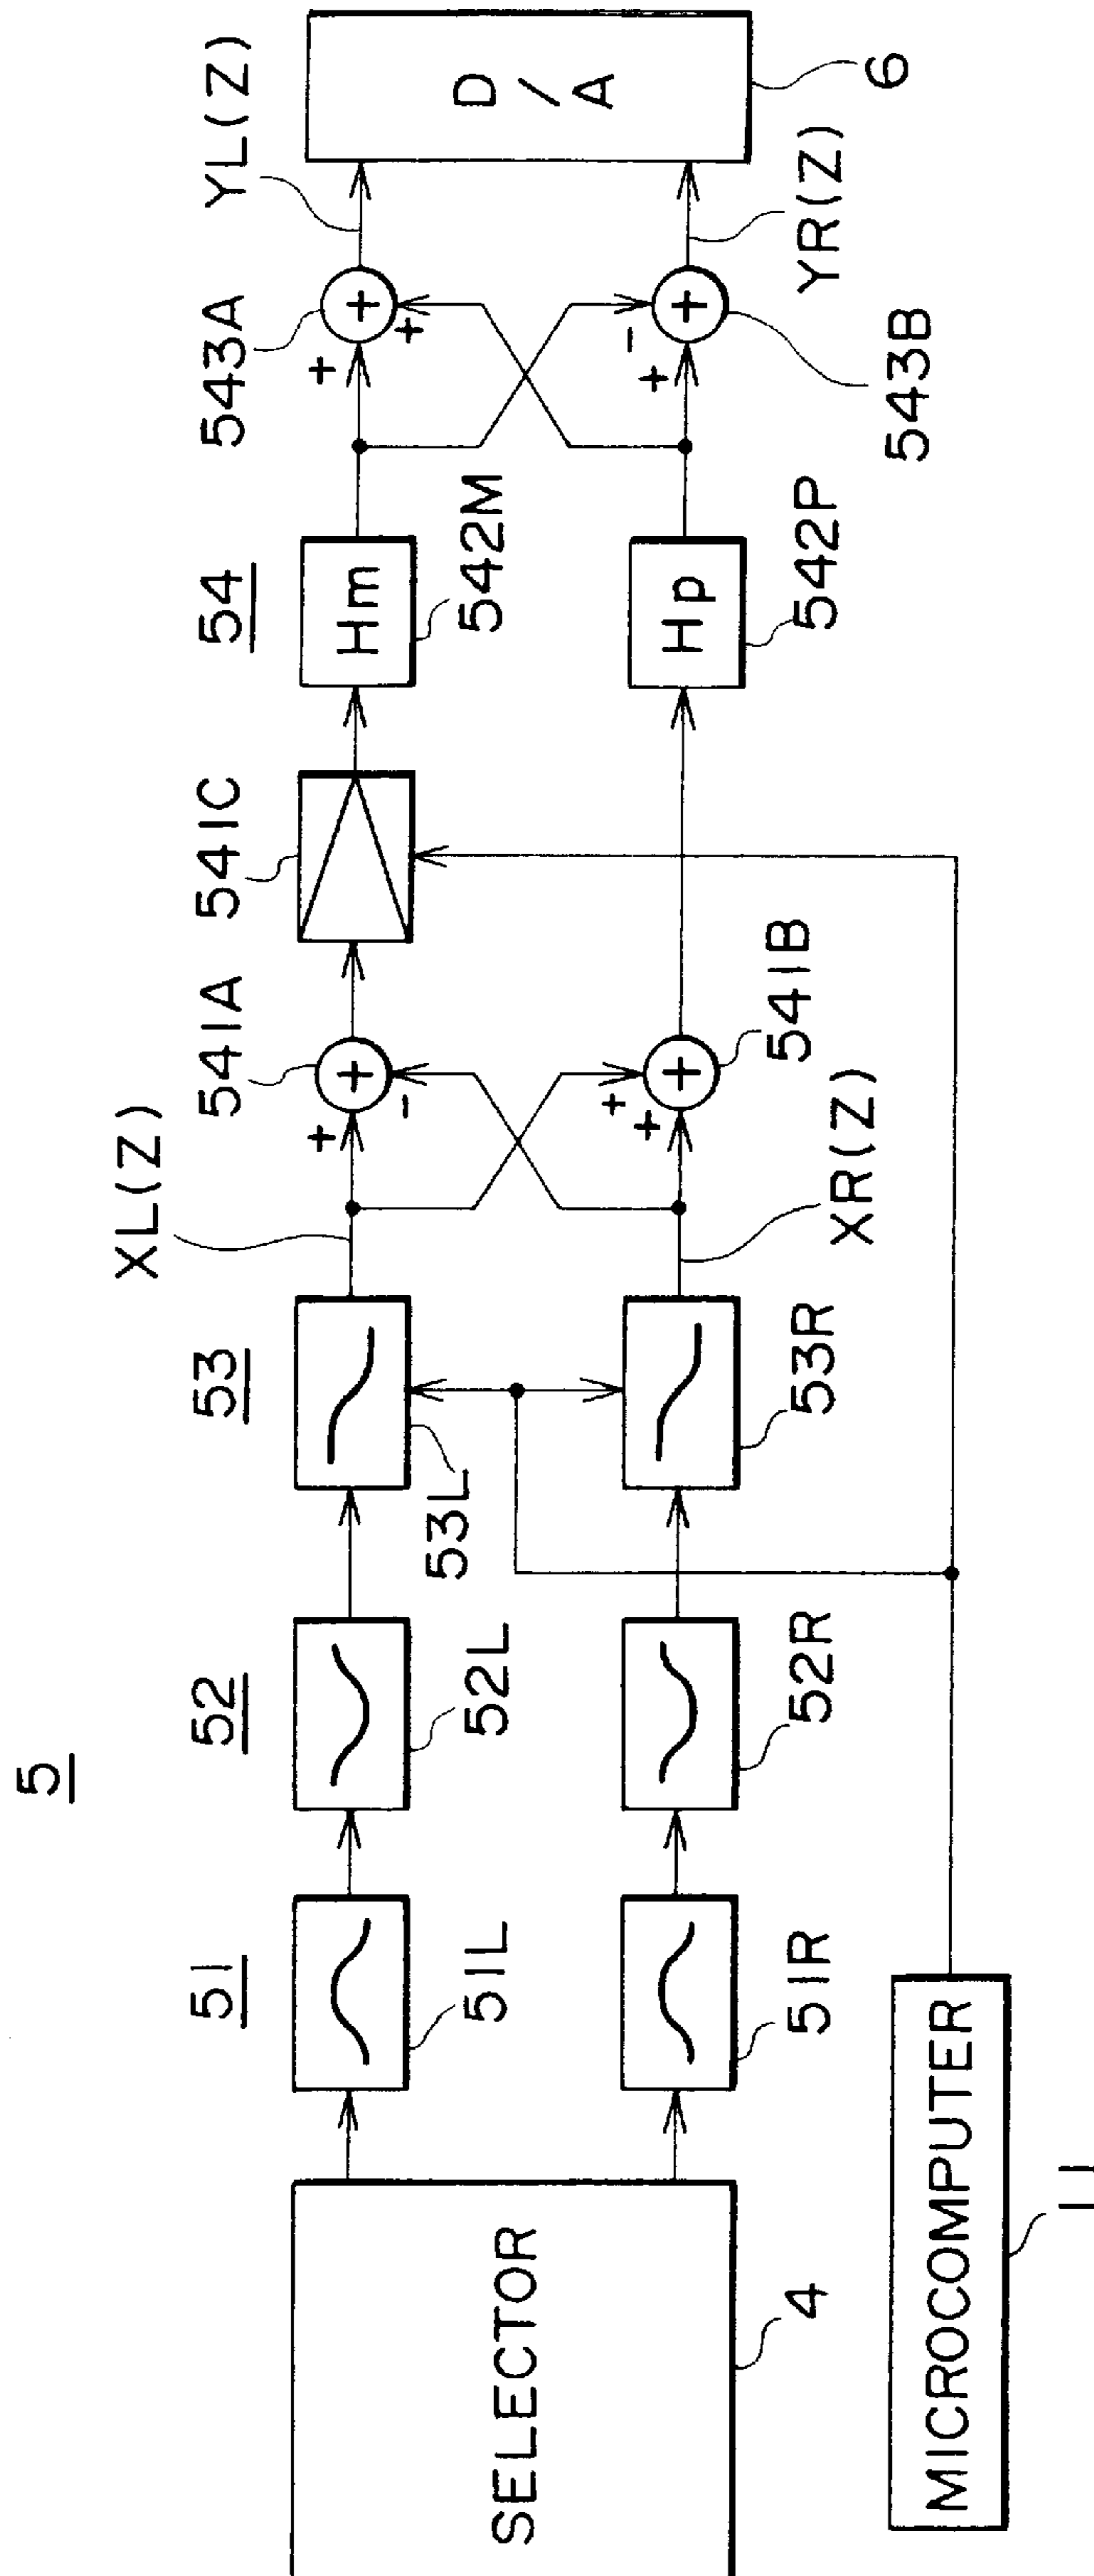 5
51
52
53
54
XL(Z)
541A
541C
543A
YL(Z)
SELECTOR
4
51L
52L
53L
+
+
-
Hm
542M
+
+
+
D/A
6
51R
52R
53R
XR(Z)
+
+
+
541B
Hp
542P
+
-
+
543B
YR(Z)
MICROCOMPUTER
11